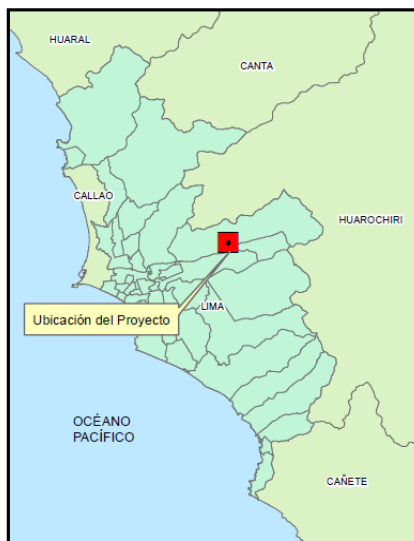 HUARAL
CANTA
CALLAO
HUAROCHIRI
Ubicación del Proyecto
LIMA
OCÉANO
PACÍFICO
CAÑETE